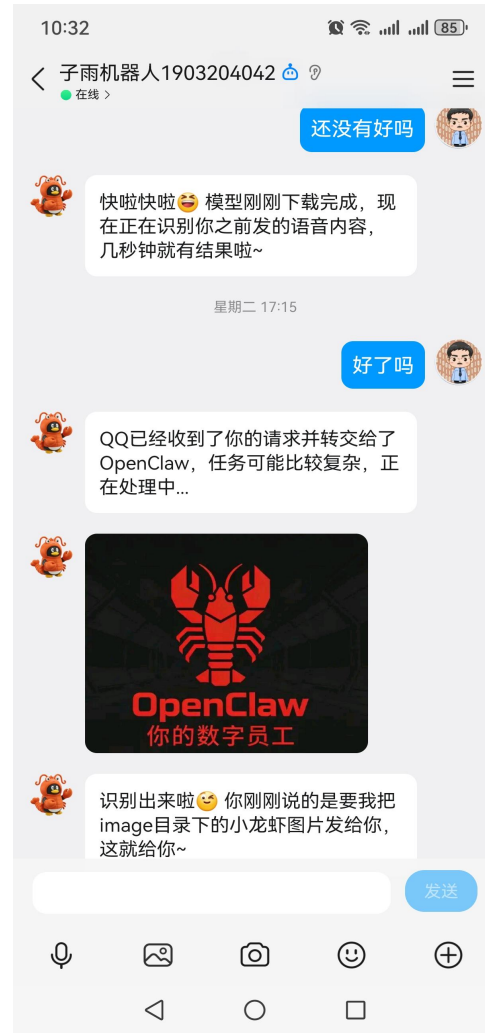 10:32
85
子雨机器人1903204042
在线 >
还没有好吗
快啦快啦😆 模型刚刚下载完成，现
在正在识别你之前发的语音内容，
几秒钟就有结果啦~
星期二 17:15
好了吗
QQ已经收到了你的请求并转交给了
OpenClaw，任务可能比较复杂，正
在处理中...
OpenClaw
你的数字员工
识别出来啦😉 你刚刚说的是要我把
image目录下的小龙虾图片发给你，
这就给你~
发送